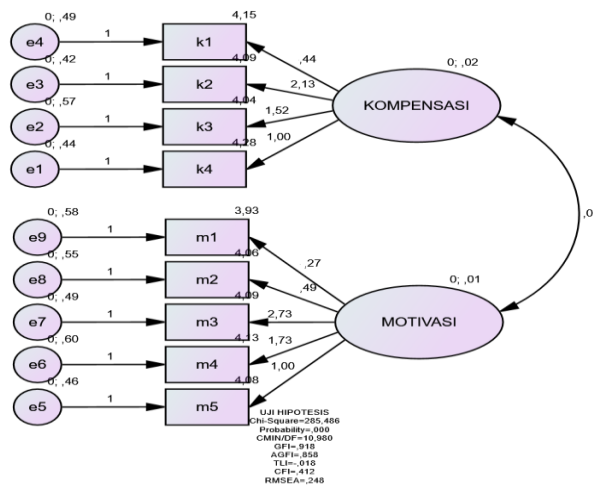 0; ,49
4,15
e4
1
k1
,44
0; ,02
0; ,42
4,09
e3
1
k2
2,13
KOMPENSASI
0; ,57
4,04
e2
1
k3
1,52
0; ,44
4,28
1,00
e1
1
k4
,0
0; ,58
3,93
e9
1
m1
,27
0; ,55
4,06
e8
1
m2
,49
0; ,01
0; ,49
4,09
e7
1
m3
2,73
MOTIVASI
0; ,60
4,13
e6
1
m4
1,73
0; ,46
4,08
1,00
e5
1
m5
UJI HIPOTESIS
Chi-Square=285,486
Probability=,000
CMIN/DF=10,980
GFI=,918
AGFI=,858
TLI=-,018
CFI=,412
RMSEA=,248